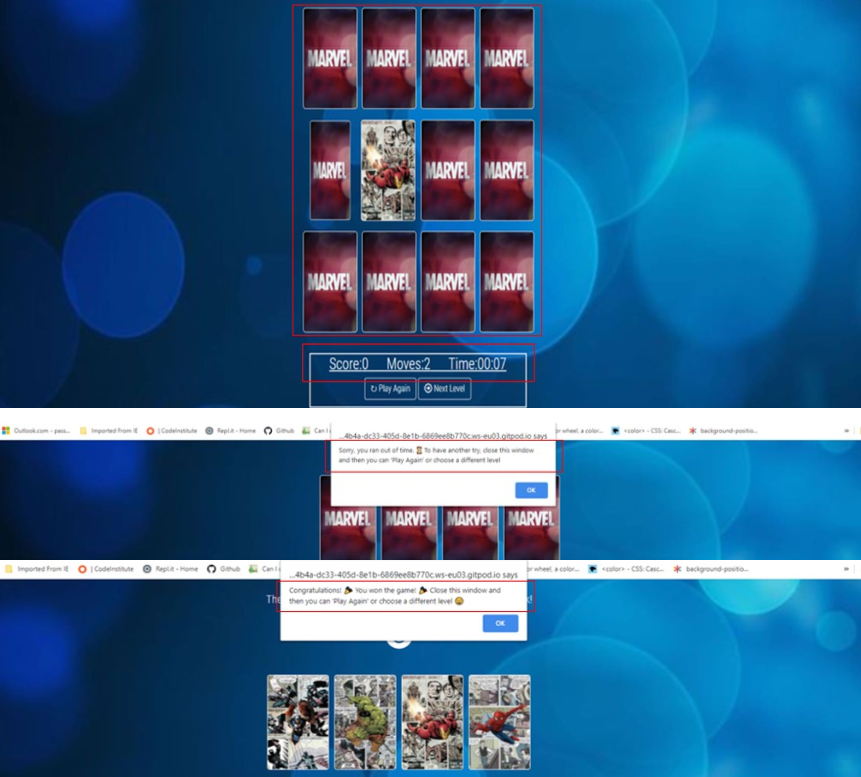 MARVEL MARVEL MARVEL MARVEL
MARVEL MARVEL MARVEL
MARVEL MARVEL MARVEL MARVEL
Score:0 Moves:2 Time:00:07
↻ Play Again Next Level
Outlook.com - pass... Imported From IE | CodeInstitute Repl.it - Home Github Can I or wheel, a color... <color> - CSS: Casc... background-positio... »
...4b4a-dc33-405d-8e1b-6869ee8b770c.ws-eu03.gitpod.io says
Sorry, you ran out of time. To have another try, close this window
and then you can 'Play Again' or choose a different level
OK
MARVEL MARVEL MARVEL MARVEL
Imported From IE | CodeInstitute Repl.it - Home Github Can I or wheel, a color... <color> - CSS: Casc... background-positio... »
...4b4a-dc33-405d-8e1b-6869ee8b770c.ws-eu03.gitpod.io says
Congratulations! 🎉 You won the game! 🎉 Close this window and
then you can 'Play Again' or choose a different level
OK